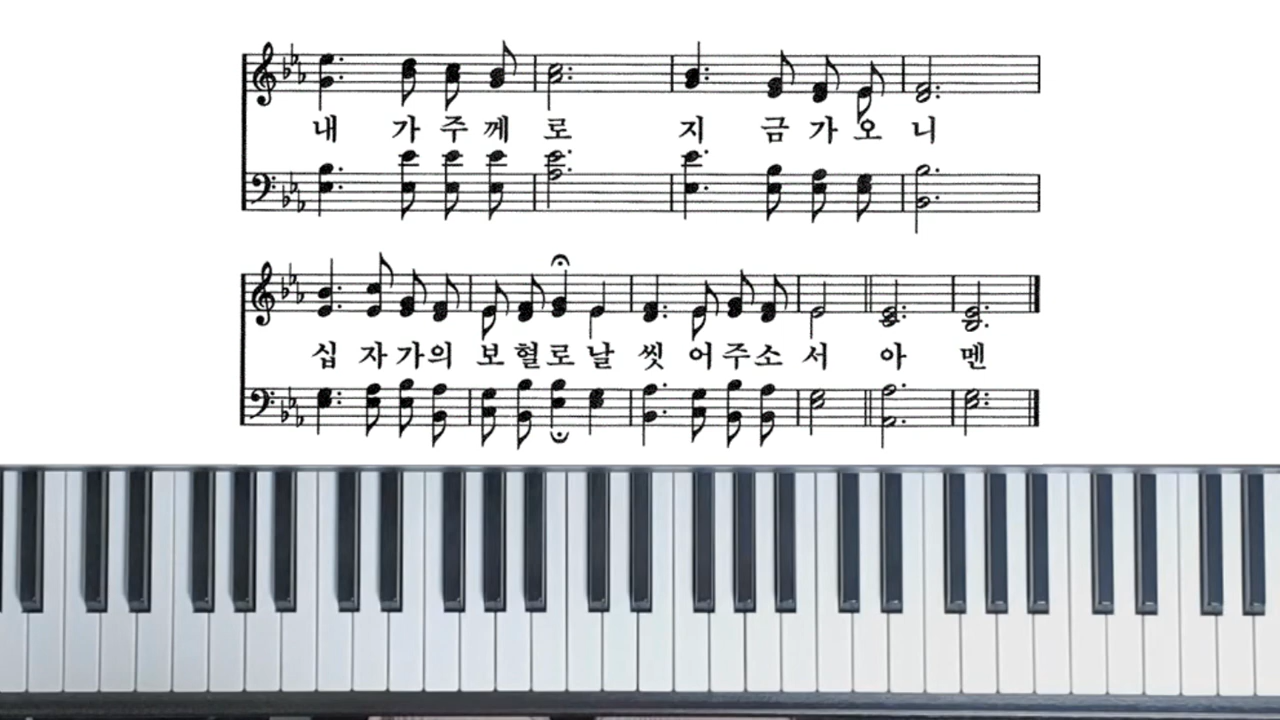 내 가 주 께 로 지 금 가 오 니
십 자 가 의 보 혈 로 날 씻 어 주 소 서 아 멘